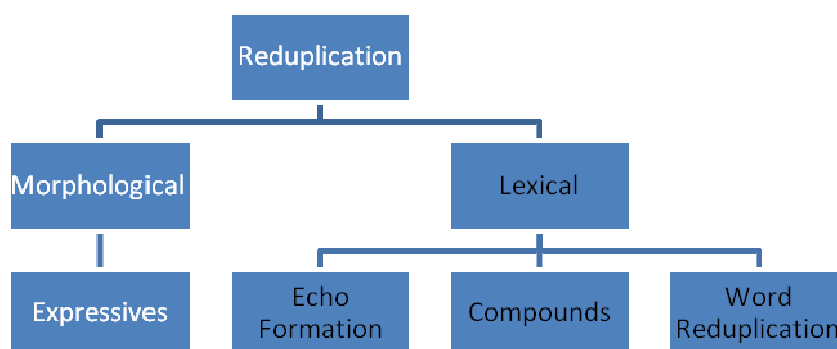 Reduplication
Morphological
Lexical
Expressives
Echo
Formation
Compounds
Word
Reduplication